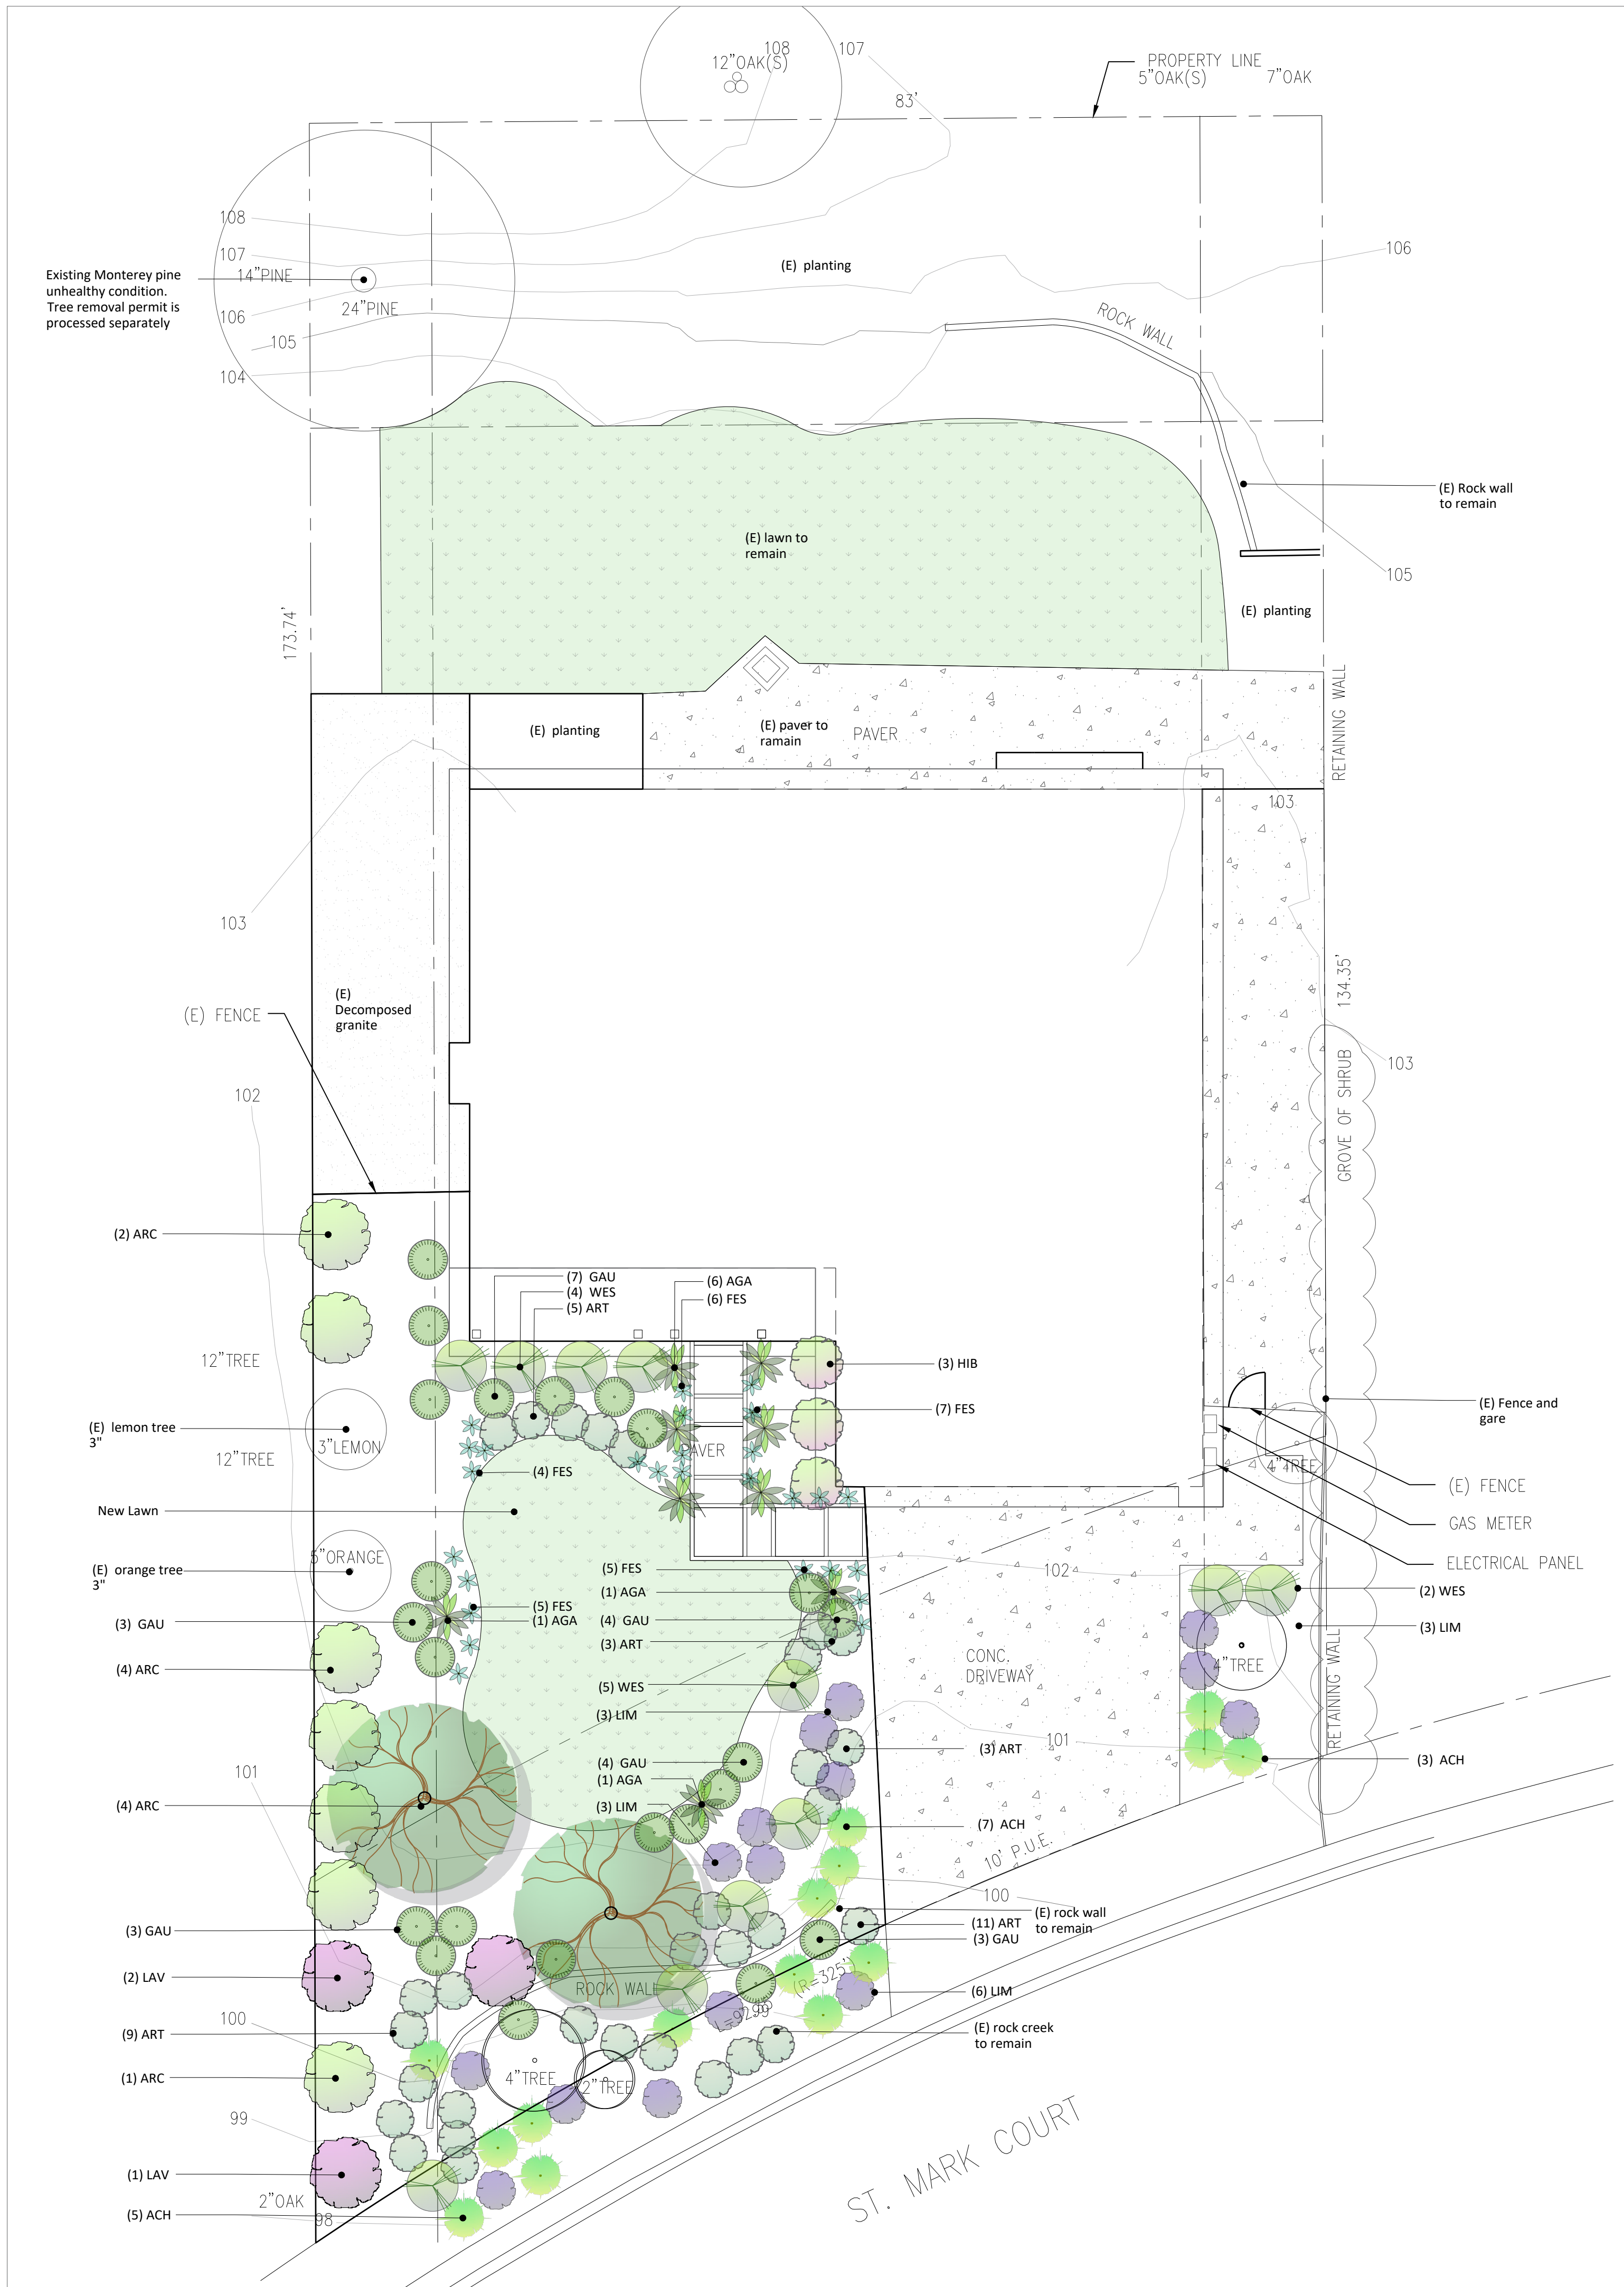 108
107
12"OAK(S)
PROPERTY LINE
5"OAK(S)
7"OAK
83'
108
107
106
Existing Monterey pine
unhealthy condition.
Tree removal permit is
processed separately
14"PINE
24"PINE
(E) planting
106
105
104
ROCK WALL
(E) Rock wall
to remain
(E) lawn to
remain
105
173.74'
(E) planting
RETAINING WALL
(E) planting
(E) paver to
ramain
PAVER
103
103
134.35'
(E)
Decomposed
granite
(E) FENCE
103
GROVE OF SHRUB
102
(2) ARC
(7) GAU
(4) WES
(5) ART
(6) AGA
(6) FES
12"TREE
(3) HIB
(7) FES
(E) Fence and
gare
(E) lemon tree
3"
3"LEMON
12"TREE
PAVER
4"TREE
(4) FES
(E) FENCE
New Lawn
GAS METER
5"ORANGE
ELECTRICAL PANEL
(E) orange tree
3"
(5) FES
102
(1) AGA
(2) WES
(5) FES
(1) AGA
(3) GAU
(4) GAU
(3) LIM
(3) ART
CONC.
DRIVEWAY
4"TREE
(4) ARC
(5) WES
(3) LIM
RETAINING WALL
(3) ART
101
(4) GAU
(3) ACH
101
(1) AGA
(4) ARC
(3) LIM
(7) ACH
10' P.U.E.
100
(E) rock wall
to remain
(3) GAU
(11) ART
(3) GAU
(2) LAV
ROCK WALL
(R=325')
(6) LIM
100
99
(9) ART
(E) rock creek
to remain
(1) ARC
4"TREE
2"TREE
99
ST. MARK COURT
(1) LAV
2"OAK
(5) ACH
98